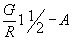 G/R 1 1/2 – A